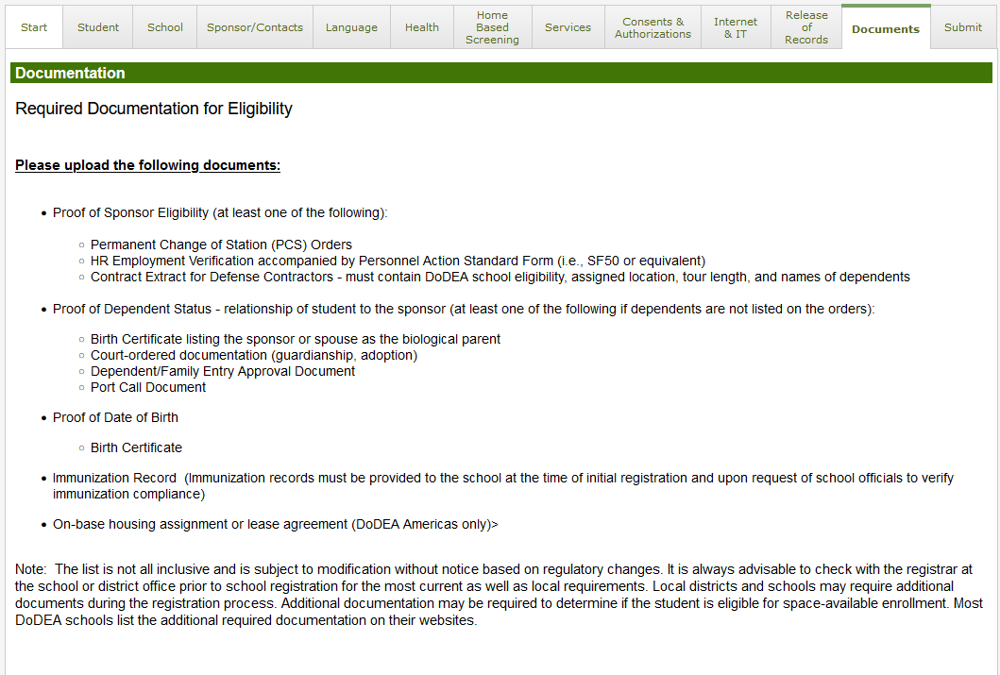 Start
Student
School
Sponsor/Contacts
Language
Health
Home
Based
Screening
Services
Consents &
Authorizations
Internet
& IT
Release
of
Records
Documents
Submit
Documentation
Required Documentation for Eligibility
Please upload the following documents:
• Proof of Sponsor Eligibility (at least one of the following):
○ Permanent Change of Station (PCS) Orders
○ HR Employment Verification accompanied by Personnel Action Standard Form (i.e., SF50 or equivalent)
○ Contract Extract for Defense Contractors - must contain DoDEA school eligibility, assigned location, tour length, and names of dependents
• Proof of Dependent Status - relationship of student to the sponsor (at least one of the following if dependents are not listed on the orders):
○ Birth Certificate listing the sponsor or spouse as the biological parent
○ Court-ordered documentation (guardianship, adoption)
○ Dependent/Family Entry Approval Document
○ Port Call Document
• Proof of Date of Birth
○ Birth Certificate
• Immunization Record  (Immunization records must be provided to the school at the time of initial registration and upon request of school officials to verify
immunization compliance)
• On-base housing assignment or lease agreement (DoDEA Americas only)>
Note:  The list is not all inclusive and is subject to modification without notice based on regulatory changes. It is always advisable to check with the registrar at
the school or district office prior to school registration for the most current as well as local requirements. Local districts and schools may require additional
documents during the registration process. Additional documentation may be required to determine if the student is eligible for space-available enrollment. Most
DoDEA schools list the additional required documentation on their websites.